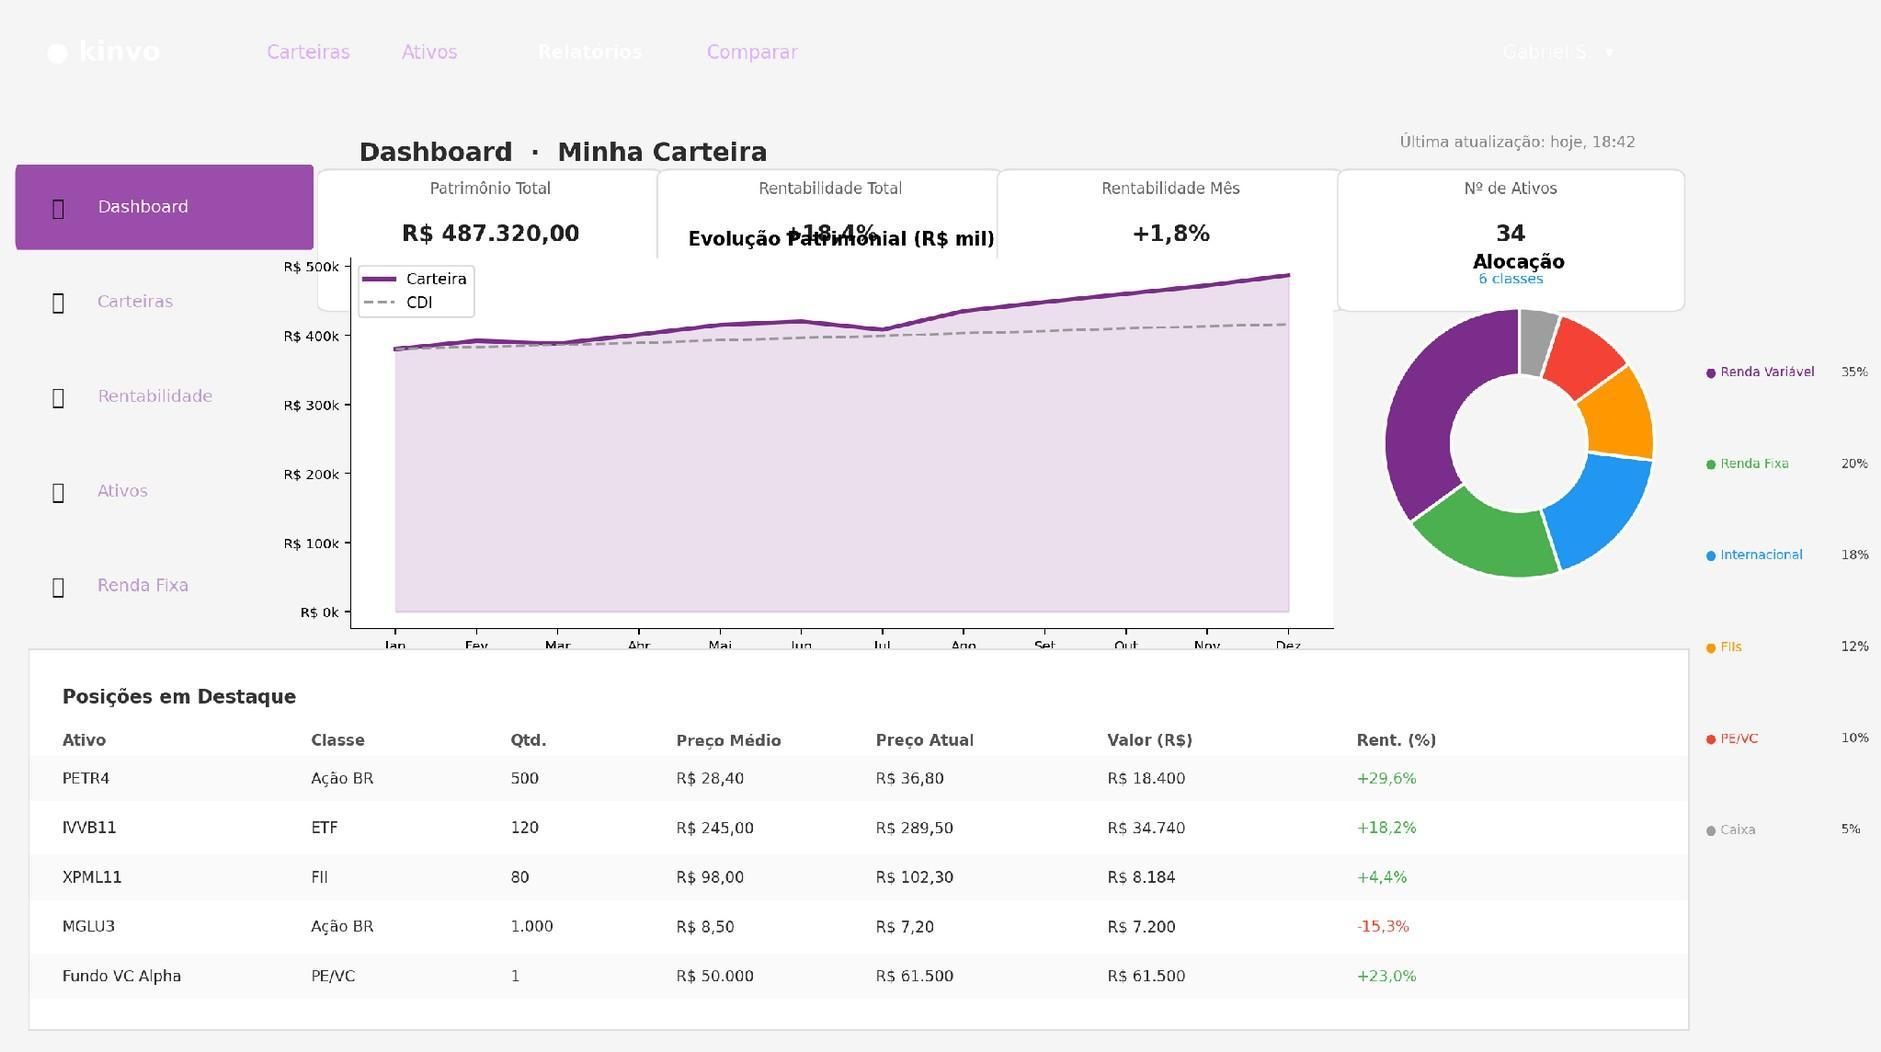 ● kinvo Carteiras Ativos Relatórios Comparar Gabriel S. ▾
Dashboard · Minha Carteira
Última atualização: hoje, 18:42
Dashboard
Carteiras
Rentabilidade
Ativos
Renda Fixa
Patrimônio Total
R$ 487.320,00
Rentabilidade Total
+18,4%
Rentabilidade Mês
+1,8%
Nº de Ativos
34
6 classes
Evolução Patrimonial (R$ mil)
Carteira
CDI
R$ 500k
R$ 400k
R$ 300k
R$ 200k
R$ 100k
R$ 0k
Jan Fev Mar Abr Mai Jun Jul Ago Set Out Nov Dez
Alocação
● Renda Variável 35%
● Renda Fixa 20%
● Internacional 18%
● FIIs 12%
● PE/VC 10%
● Caixa 5%
Posições em Destaque
Ativo Classe Qtd. Preço Médio Preço Atual Valor (R$) Rent. (%)
PETR4 Ação BR 500 R$ 28,40 R$ 36,80 R$ 18.400 +29,6%
IVVB11 ETF 120 R$ 245,00 R$ 289,50 R$ 34.740 +18,2%
XPML11 FII 80 R$ 98,00 R$ 102,30 R$ 8.184 +4,4%
MGLU3 Ação BR 1.000 R$ 8,50 R$ 7,20 R$ 7.200 -15,3%
Fundo VC Alpha PE/VC 1 R$ 50.000 R$ 61.500 R$ 61.500 +23,0%